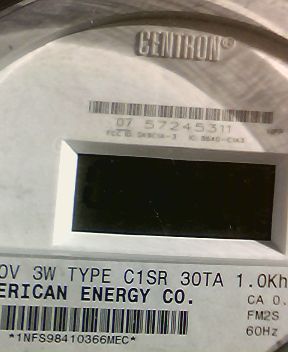 CENTRON®
07 57245311
0V 3W TYPE C1SR 30TA 1.0Kh
ERICAN ENERGY CO.
CA 0.
FM2S
60Hz
*1NFS98410366MEC*